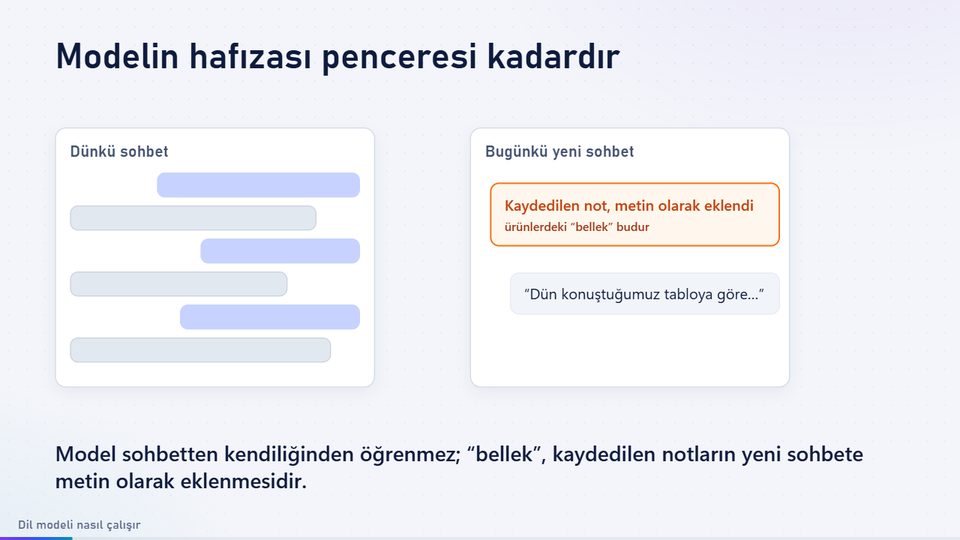 Modelin hafızası penceresi kadardır
Dünkü sohbet
Bugünkü yeni sohbet
Kaydedilen not, metin olarak eklendi
ürünlerdeki “bellek” budur
“Dün konuştuğumuz tabloya göre...”
Model sohbetten kendiliğinden öğrenmez; “bellek”, kaydedilen notların yeni sohbete
metin olarak eklenmesidir.
Dil modeli nasıl çalışır